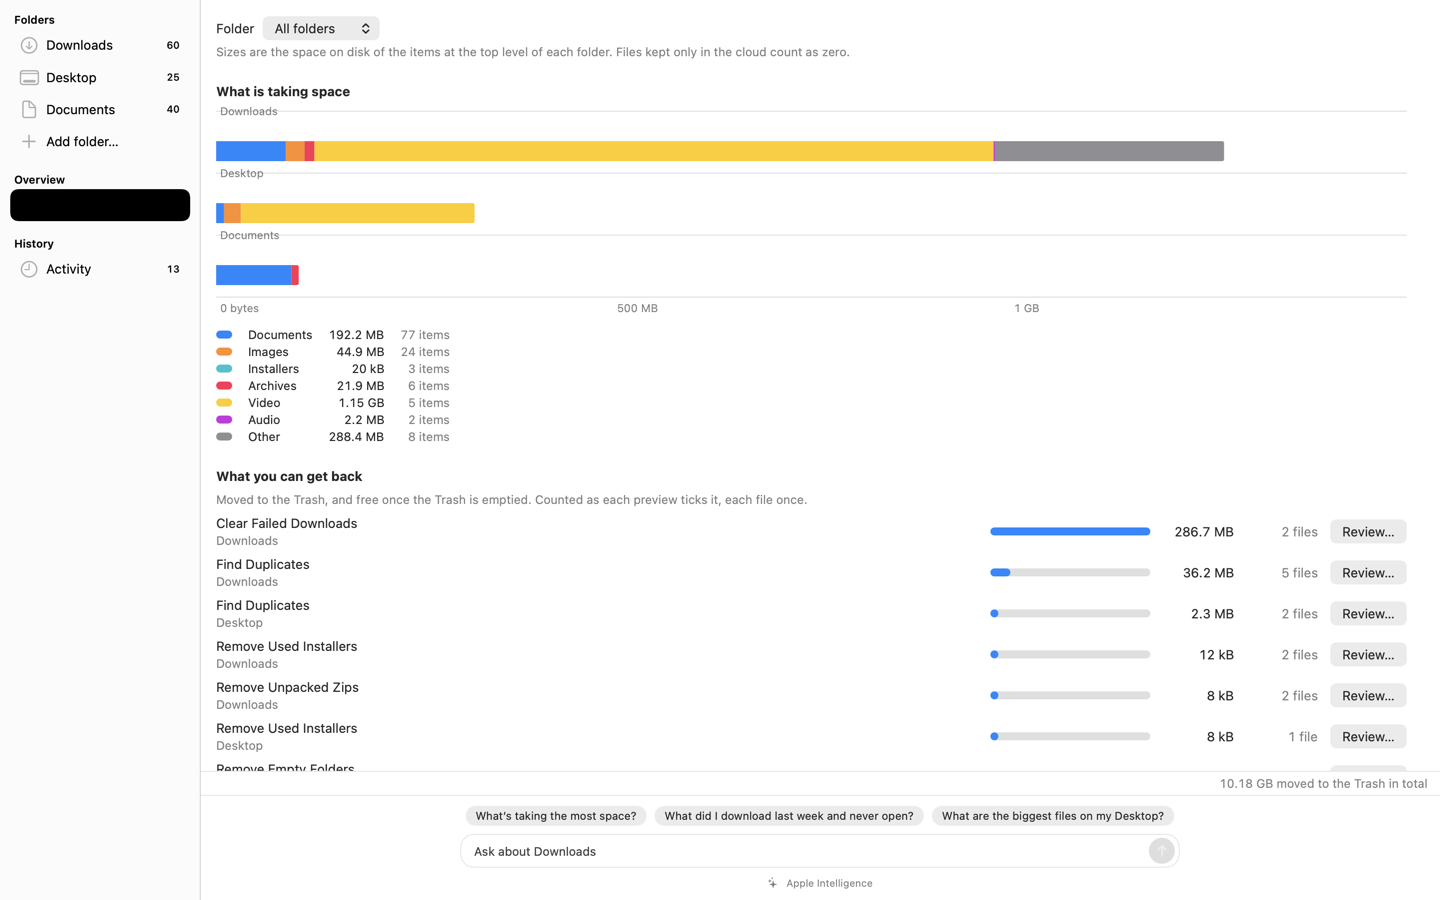 Folders
Downloads 60
Desktop 25
Documents 40
Add folder...
Overview
History
Activity 13
Folder All folders
Sizes are the space on disk of the items at the top level of each folder. Files kept only in the cloud count as zero.
What is taking space
Downloads
Desktop
Documents
0 bytes 500 MB 1 GB
Documents 192.2 MB 77 items
Images 44.9 MB 24 items
Installers 20 kB 3 items
Archives 21.9 MB 6 items
Video 1.15 GB 5 items
Audio 2.2 MB 2 items
Other 288.4 MB 8 items
What you can get back
Moved to the Trash, and free once the Trash is emptied. Counted as each preview ticks it, each file once.
Clear Failed Downloads
Downloads
286.7 MB 2 files Review...
Find Duplicates
Downloads
36.2 MB 5 files Review...
Find Duplicates
Desktop
2.3 MB 2 files Review...
Remove Used Installers
Downloads
12 kB 2 files Review...
Remove Unpacked Zips
Downloads
8 kB 2 files Review...
Remove Used Installers
Desktop
8 kB 1 file Review...
Remove Empty Folders
10.18 GB moved to the Trash in total
What's taking the most space? What did I download last week and never open? What are the biggest files on my Desktop?
Ask about Downloads
Apple Intelligence